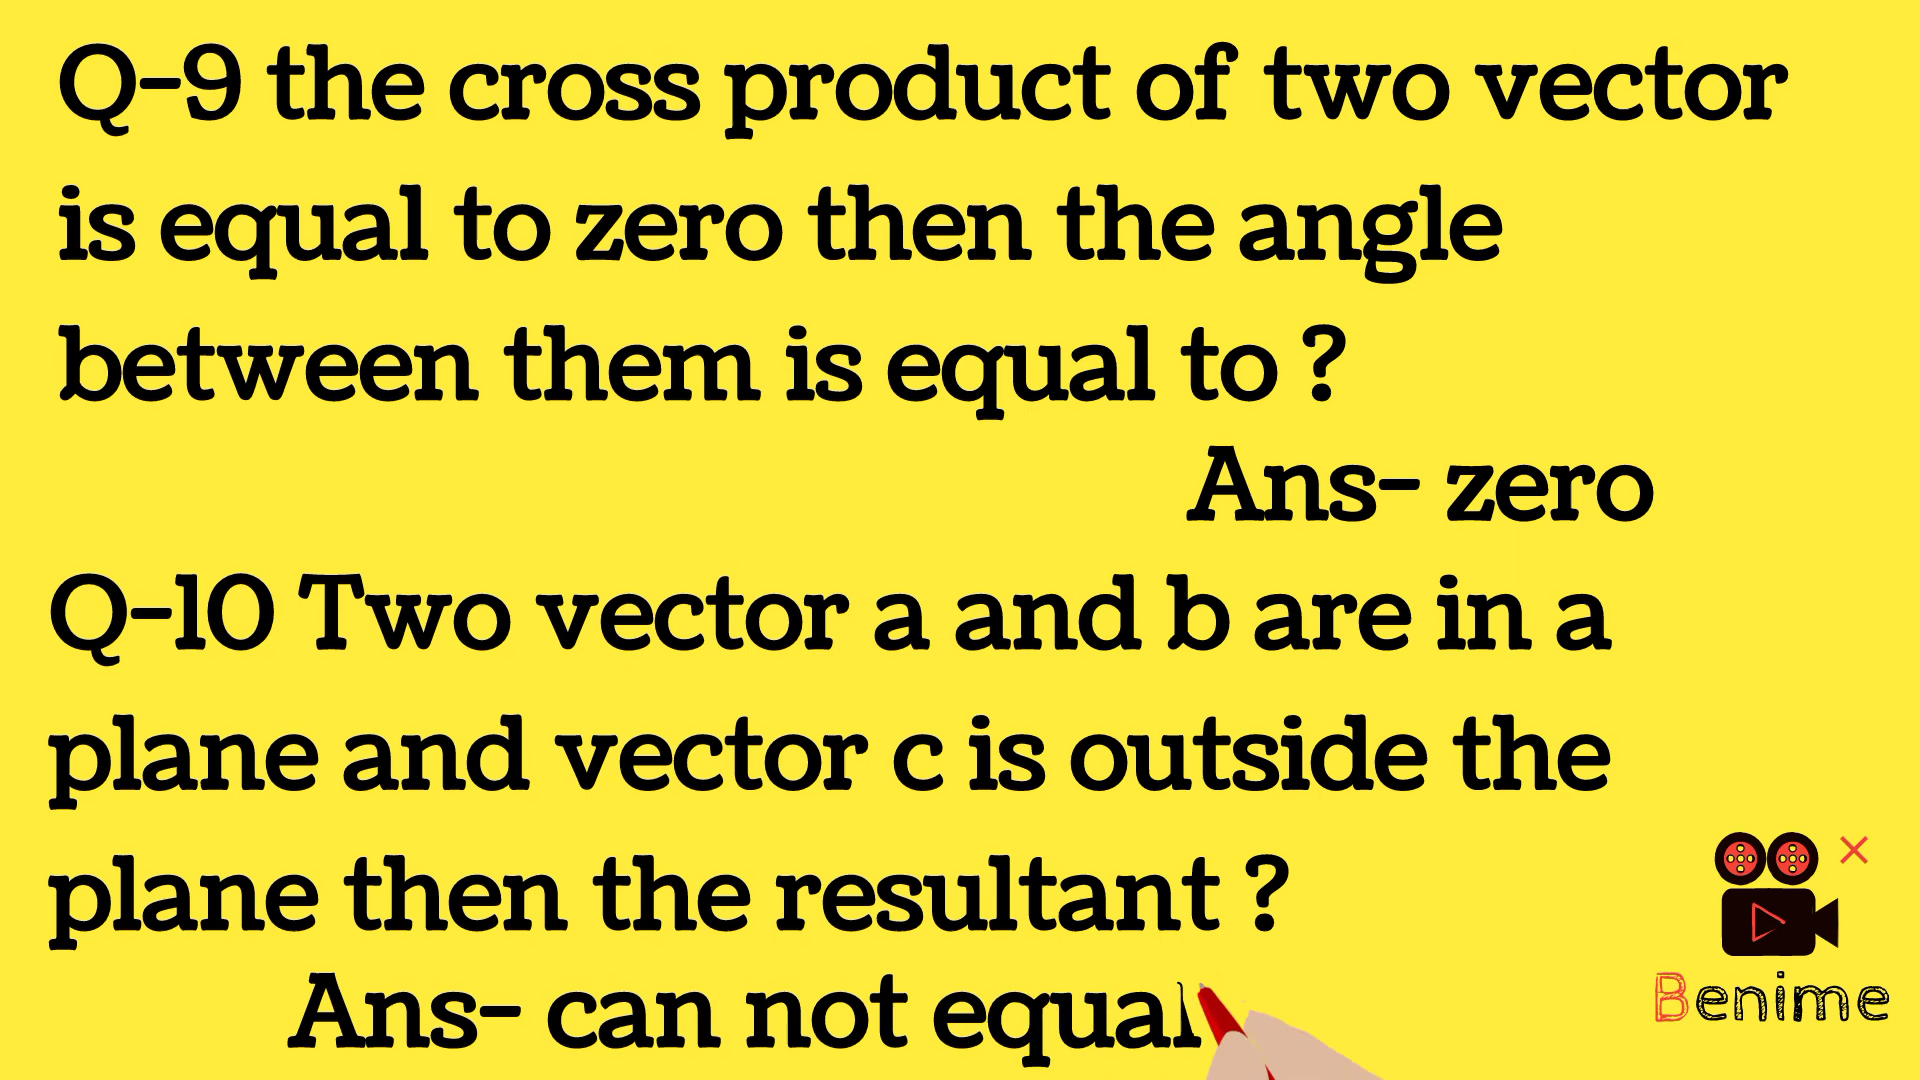 Q-9 the cross product of two vector
is equal to zero then the angle
between them is equal to ?
Ans- zero
Q-10 Two vector a and b are in a
plane and vector c is outside the
plane then the resultant ?
Ans- can not equal
Benime